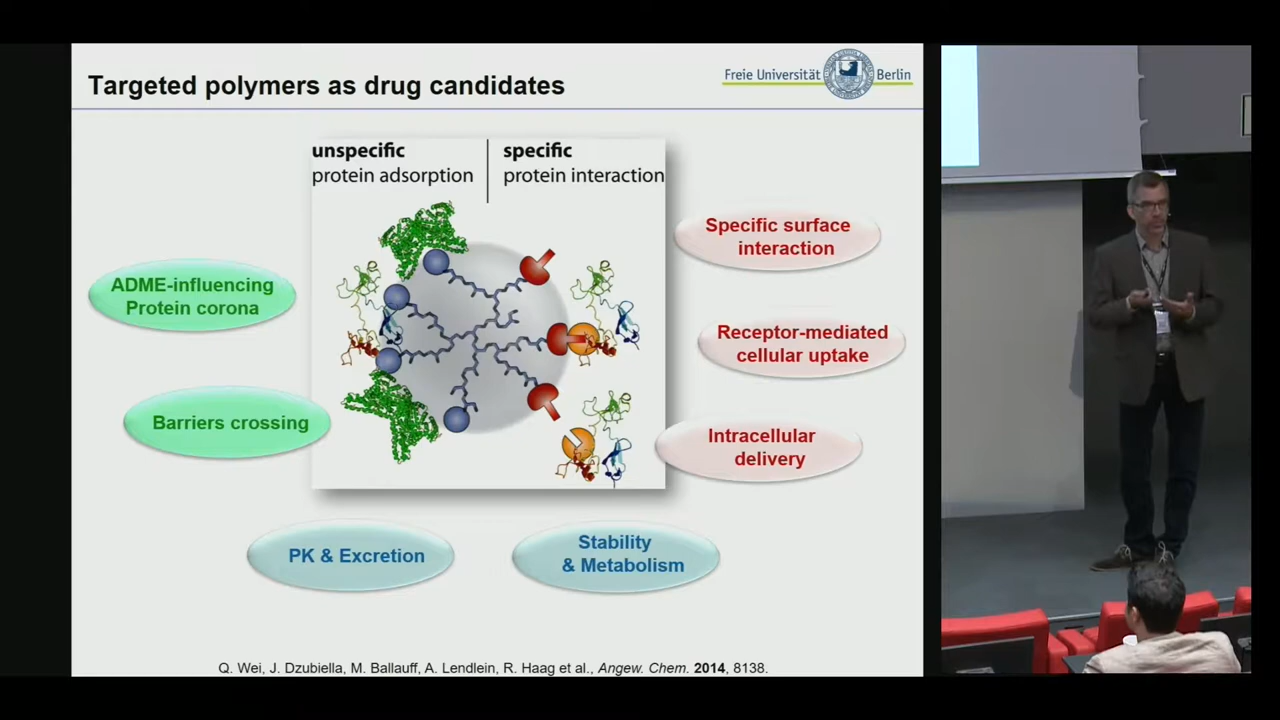 Targeted polymers as drug candidates
Freie Universität Berlin
unspecific
protein adsorption
specific
protein interaction
ADME-influencing
Protein corona
Barriers crossing
Specific surface
interaction
Receptor-mediated
cellular uptake
Intracellular
delivery
PK & Excretion
Stability
& Metabolism
Q. Wei, J. Dzubiella, M. Ballauff, A. Lendlein, R. Haag et al., Angew. Chem. 2014, 8138.